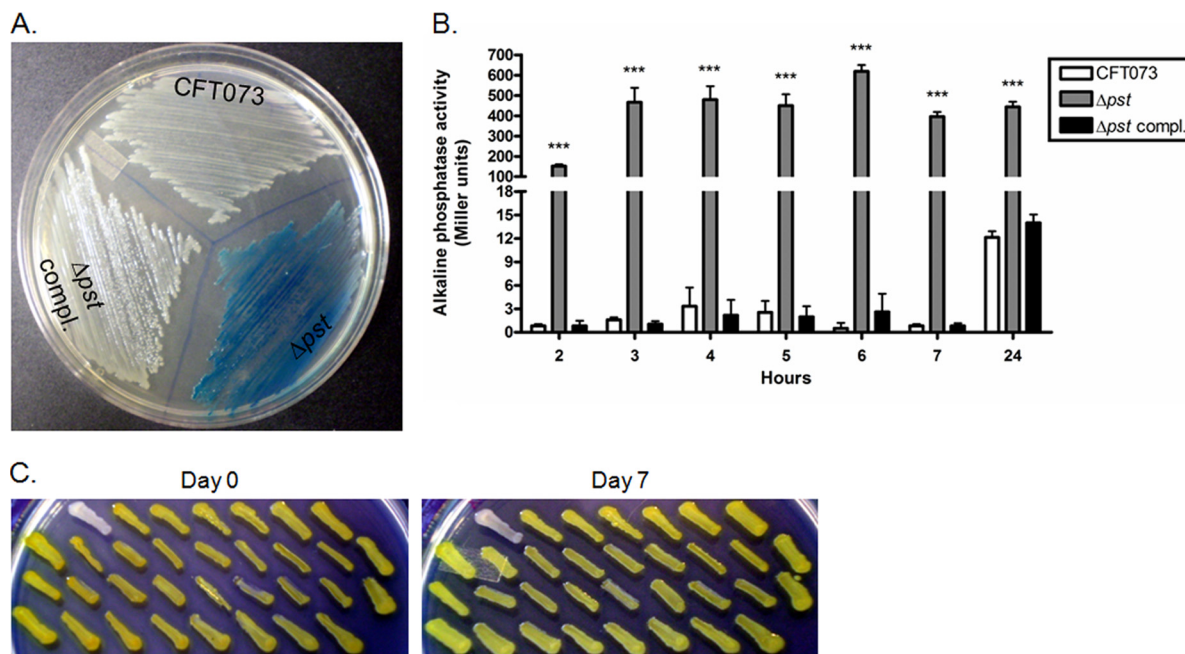 A.
CFT073
Δpst
compl.
Δpst
B.
Alkaline phosphatase activity
(Miller units)
700
600
500
400
300
200
100
18
15
12
9
6
3
0
***
***
***
***
***
***
***
2
3
4
5
6
7
24
Hours
CFT073
Δpst
Δpst compl.
C.
Day 0
Day 7